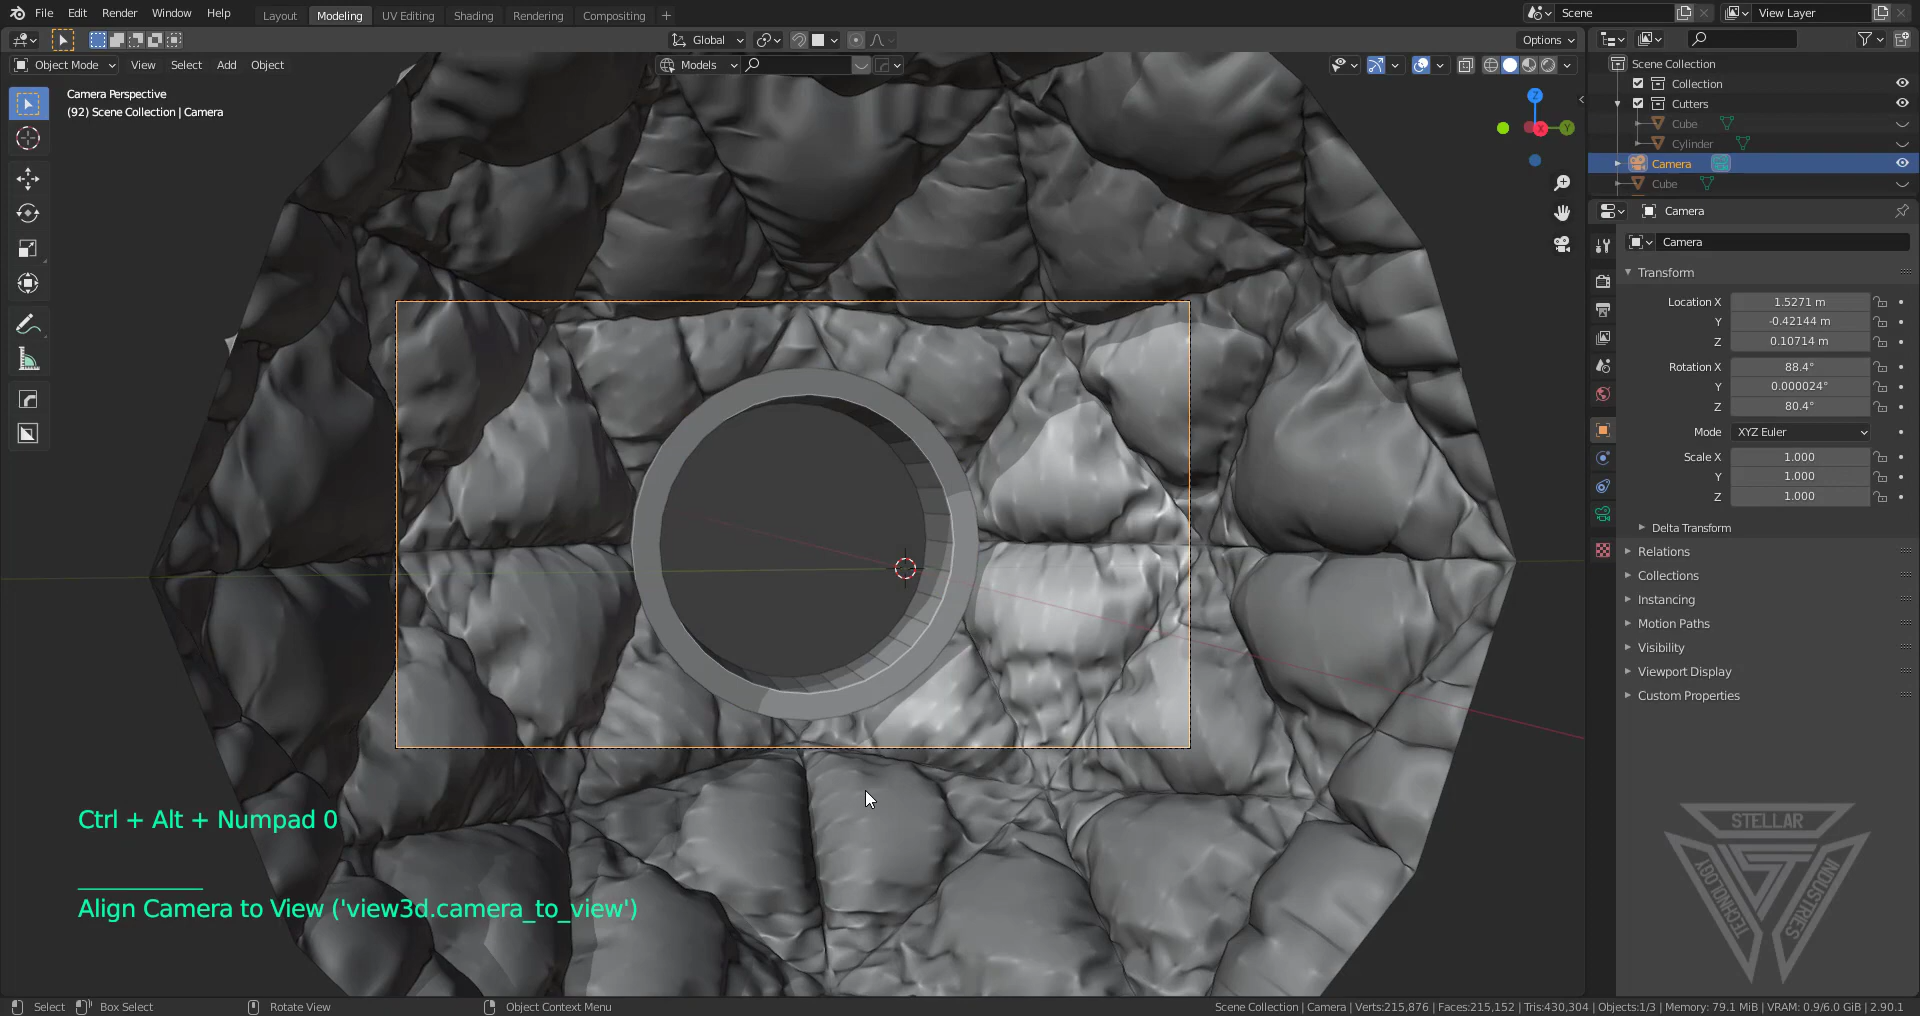 File Edit Render Window Help Layout Modeling UV Editing Shading Rendering Compositing + Scene View Layer
Global Options
Object Mode View Select Add Object Models
Camera Perspective
(92) Scene Collection | Camera
Z
X
Y
Scene Collection
Collection
Cutters
Cube
Cylinder
Camera
Cube
Camera
Camera
Transform
Location X 1.5271 m
Y -0.42144 m
Z 0.10714 m
Rotation X 88.4°
Y 0.000024°
Z 80.4°
Mode XYZ Euler
Scale X 1.000
Y 1.000
Z 1.000
Delta Transform
Relations
Collections
Instancing
Motion Paths
Visibility
Viewport Display
Custom Properties
Ctrl + Alt + Numpad 0
Align Camera to View ('view3d.camera_to_view')
STELLAR
TECHNOLOGY
INDUSTRIES
Select Box Select Rotate View Object Context Menu Scene Collection | Camera | Verts:215,876 | Faces:215,152 | Tris:430,304 | Objects:1/3 | Memory: 79.1 MiB | VRAM: 0.9/6.0 GiB | 2.90.1